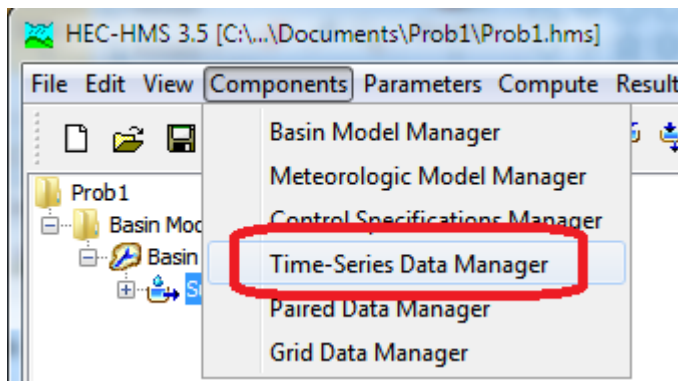 HEC-HMS 3.5 [C:\...\Documents\Prob1\Prob1.hms]
File Edit View Components Parameters Compute Result
Basin Model Manager
Meteorologic Model Manager
Control Specifications Manager
Time-Series Data Manager
Paired Data Manager
Grid Data Manager
Prob1
Basin Mod
Basin